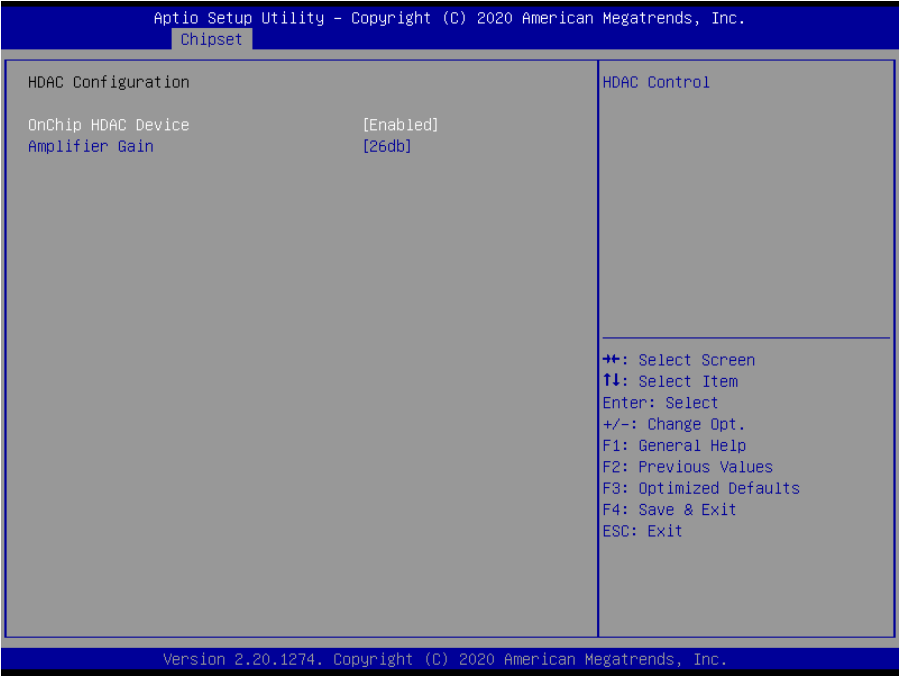 Aptio Setup Utility – Copyright (C) 2020 American Megatrends, Inc.
Chipset
HDAC Configuration
OnChip HDAC Device [Enabled]
Amplifier Gain [26db]
HDAC Control
→←: Select Screen
↑↓: Select Item
Enter: Select
+/-: Change Opt.
F1: General Help
F2: Previous Values
F3: Optimized Defaults
F4: Save & Exit
ESC: Exit
Version 2.20.1274. Copyright (C) 2020 American Megatrends, Inc.